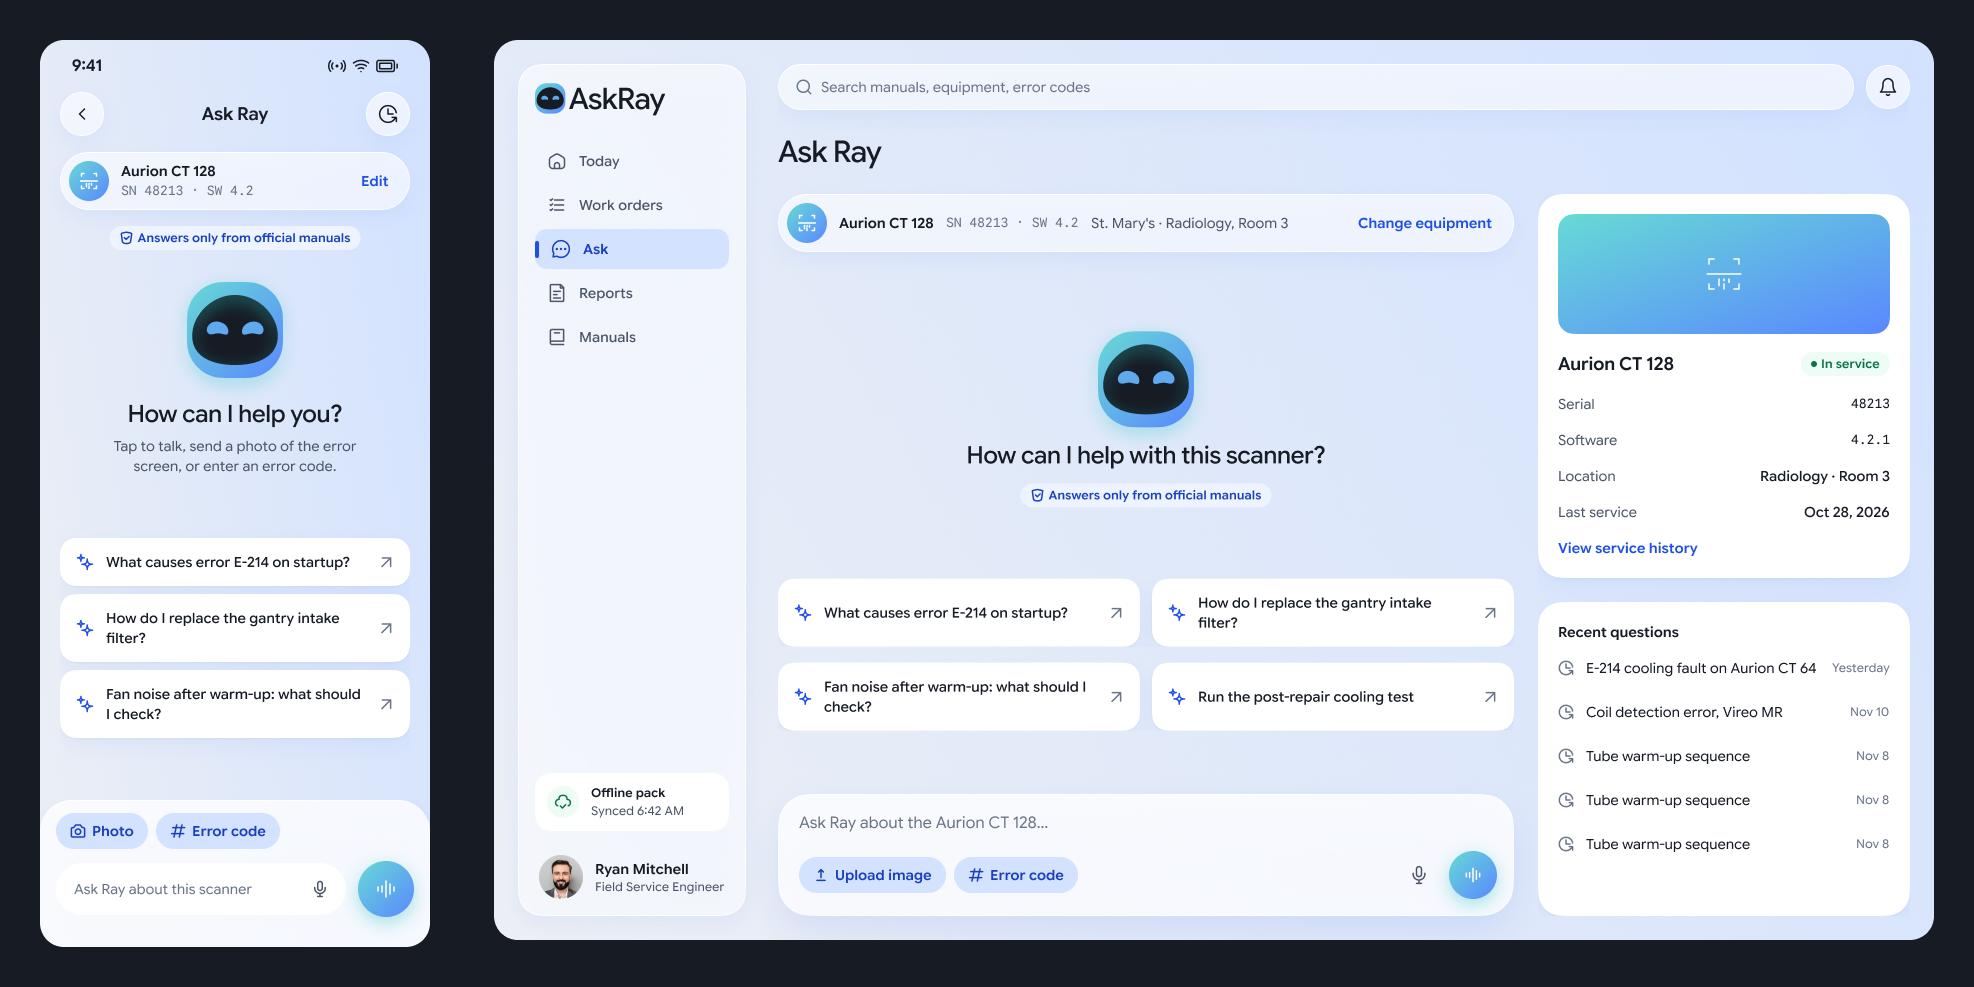 9:41
Ask Ray
Aurion CT 128
SN 48213 · SW 4.2
Edit
Answers only from official manuals
How can I help you?
Tap to talk, send a photo of the error
screen, or enter an error code.
What causes error E-214 on startup?
How do I replace the gantry intake
filter?
Fan noise after warm-up: what should
I check?
Photo
Error code
Ask Ray about this scanner
AskRay
Today
Work orders
Ask
Reports
Manuals
Offline pack
Synced 6:42 AM
Ryan Mitchell
Field Service Engineer
Search manuals, equipment, error codes
Ask Ray
Aurion CT 128 SN 48213 · SW 4.2 St. Mary's · Radiology, Room 3
Change equipment
How can I help with this scanner?
Answers only from official manuals
What causes error E-214 on startup?
How do I replace the gantry intake
filter?
Fan noise after warm-up: what should I
check?
Run the post-repair cooling test
Ask Ray about the Aurion CT 128...
Upload image
Error code
Aurion CT 128
In service
Serial 48213
Software 4.2.1
Location Radiology · Room 3
Last service Oct 28, 2026
View service history
Recent questions
E-214 cooling fault on Aurion CT 64 Yesterday
Coil detection error, Vireo MR Nov 10
Tube warm-up sequence Nov 8
Tube warm-up sequence Nov 8
Tube warm-up sequence Nov 8